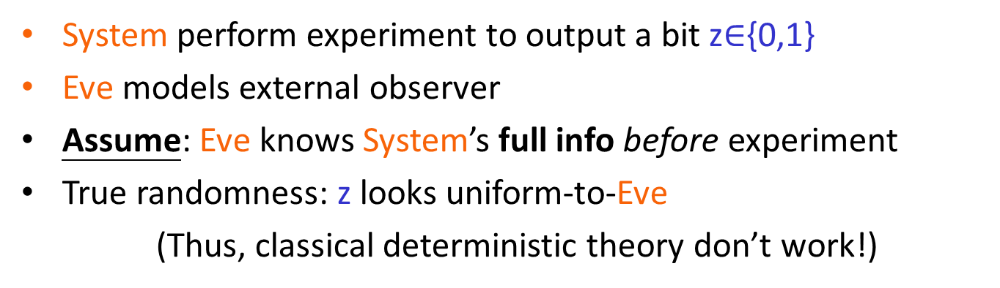 • System perform experiment to output a bit z∈{0,1}
• Eve models external observer
• Assume: Eve knows System’s full info before experiment
• True randomness: z looks uniform-to-Eve
(Thus, classical deterministic theory don’t work!)